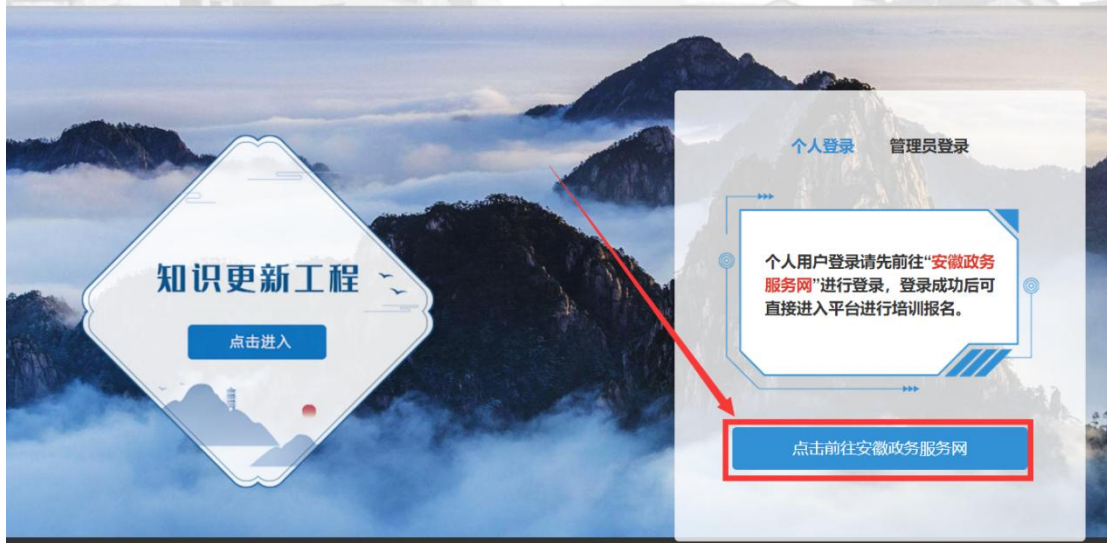 知识更新工程
点击进入
个人登录 管理员登录
个人用户登录请先前往“安徽政务
服务网”进行登录，登录成功后可
直接进入平台进行培训报名。
点击前往安徽政务服务网